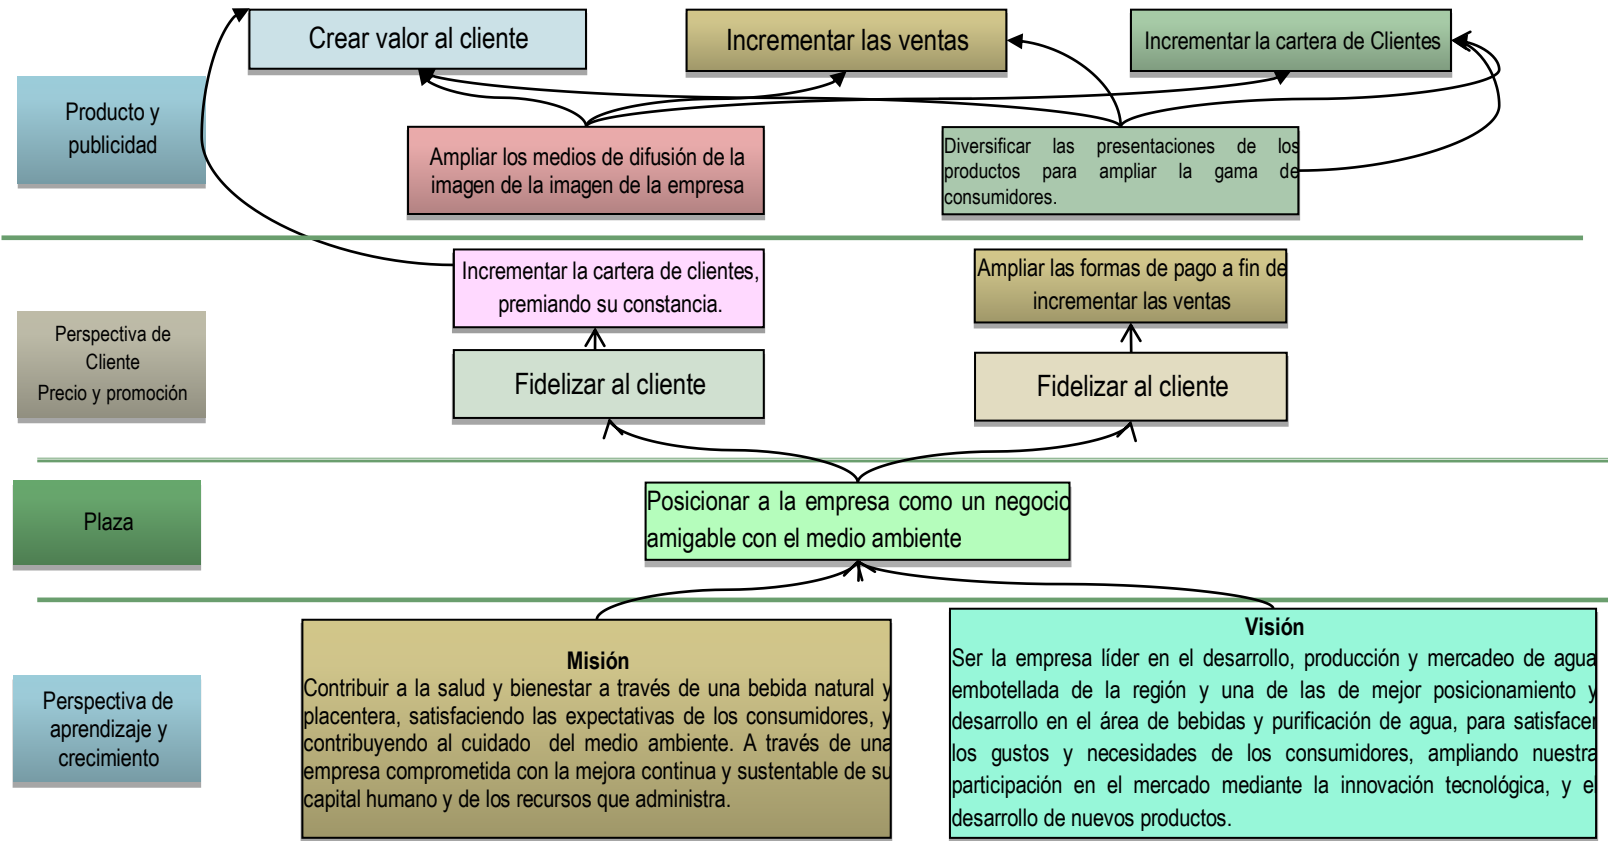 Crear valor al cliente
Incrementar las ventas
Incrementar la cartera de Clientes
Producto y
publicidad
Ampliar los medios de difusión de la
imagen de la imagen de la empresa
Diversificar las presentaciones de los
productos para ampliar la gama de
consumidores.
Incrementar la cartera de clientes,
premiando su constancia.
Ampliar las formas de pago a fin de
incrementar las ventas
Perspectiva de
Cliente
Precio y promoción
Fidelizar al cliente
Fidelizar al cliente
Plaza
Posicionar a la empresa como un negocio
amigable con el medio ambiente
Perspectiva de
aprendizaje y
crecimiento
Misión
Contribuir a la salud y bienestar a través de una bebida natural y
placentera, satisfaciendo las expectativas de los consumidores, y
contribuyendo al cuidado del medio ambiente. A través de una
empresa comprometida con la mejora continua y sustentable de su
capital humano y de los recursos que administra.
Visión
Ser la empresa líder en el desarrollo, producción y mercadeo de agua
embotellada de la región y una de las de mejor posicionamiento y
desarrollo en el área de bebidas y purificación de agua, para satisfacer
los gustos y necesidades de los consumidores, ampliando nuestra
participación en el mercado mediante la innovación tecnológica, y el
desarrollo de nuevos productos.